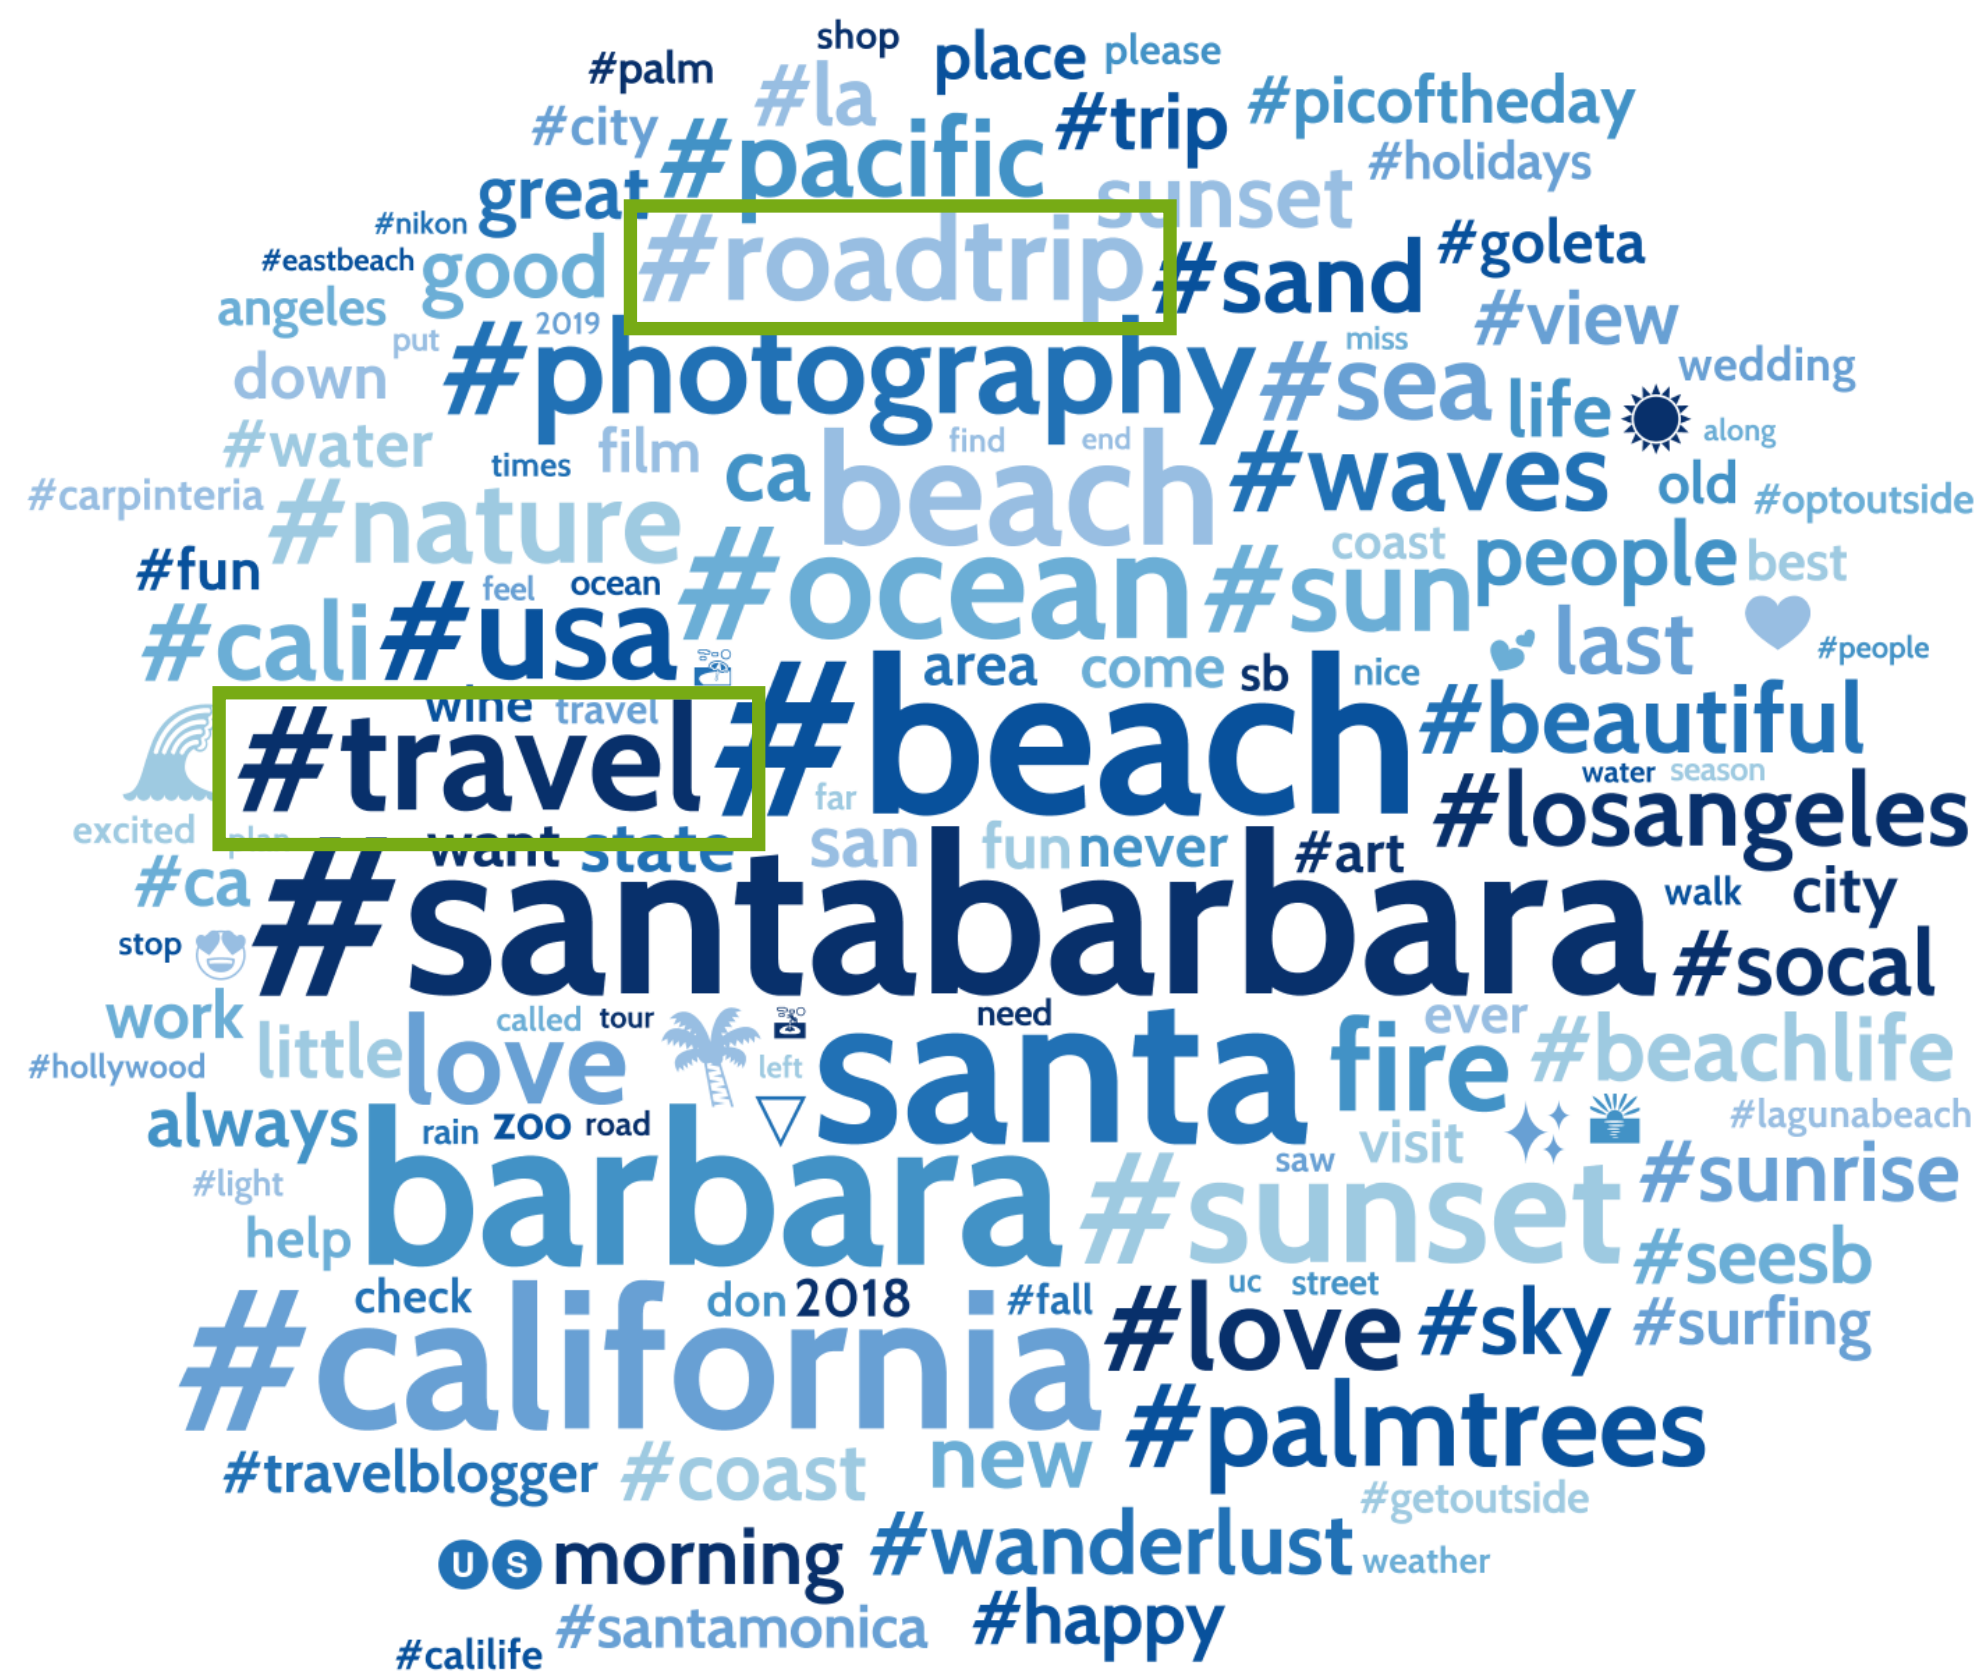 shop place please
#palm #la #trip #picoftheday
#city #pacific #holidays
great sunset
#nikon #roadtrip #sand #goleta
#eastbeach good
angeles 2019 #view
put #photography miss
down #sea life wedding
#water film find end along
times ca beach #waves old
#carpinteria #nature #optoutside
#fun #ocean #sun coast people best
feel ocean
#cali #usa last #people
area come sb nice
wine travel #beach #beautiful
#travel water season
far #losangeles
excited plan want state san fun never #art
#ca #santabarbara walk city
stop #socal
work called tour need ever
#hollywood little love left santa fire #beachlife
always rain zoo road visit #lagunabeach
#light barbara saw #sunset #sunrise
help #seesb
check don 2018 #fall uc street
#california #love #sky #surfing
#palmtrees
#travelblogger #coast new #getoutside
US morning #wanderlust weather
#santamonica #happy
#calilife